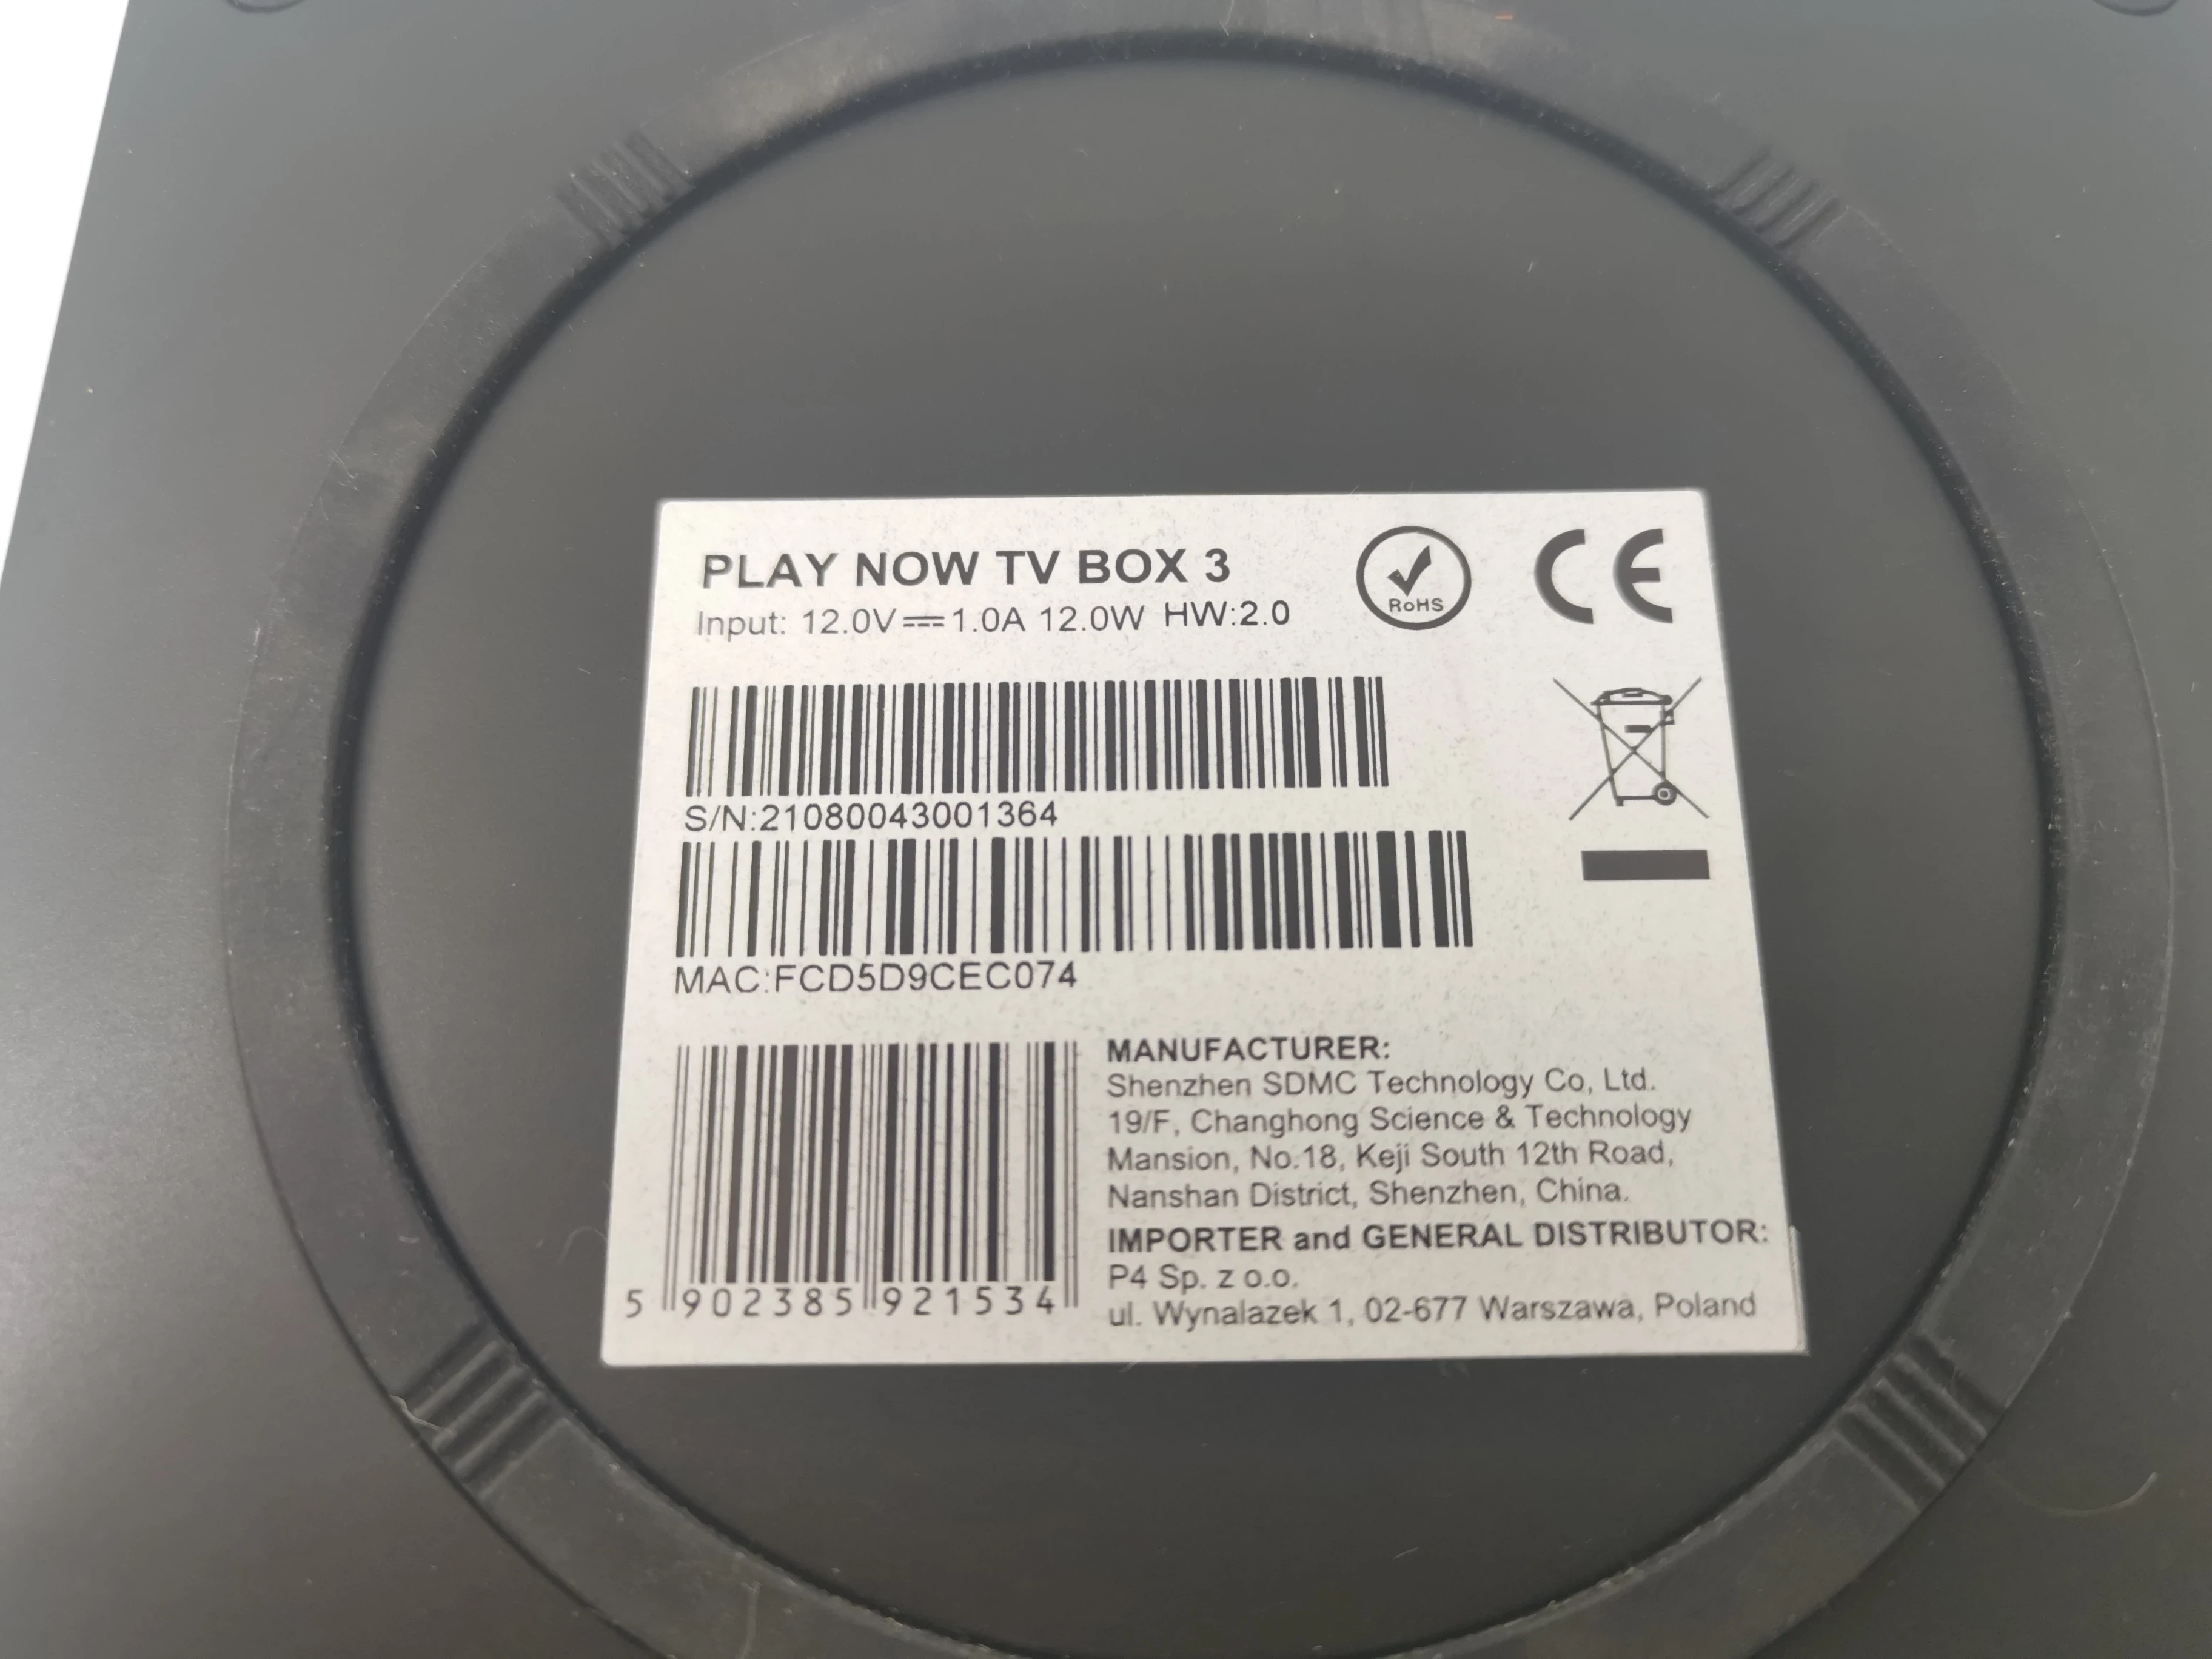 PLAY NOW TV BOX 3
Input: 12.0V⎓1.0A 12.0W HW:2.0
RoHS
CE
S/N:21080043001364
MAC:FCD5D9CEC074
5 902385 921534
MANUFACTURER:
Shenzhen SDMC Technology Co, Ltd.
19/F, Changhong Science & Technology
Mansion, No.18, Keji South 12th Road,
Nanshan District, Shenzhen, China.
IMPORTER and GENERAL DISTRIBUTOR:
P4 Sp. z o.o.
ul. Wynalazek 1, 02-677 Warszawa, Poland